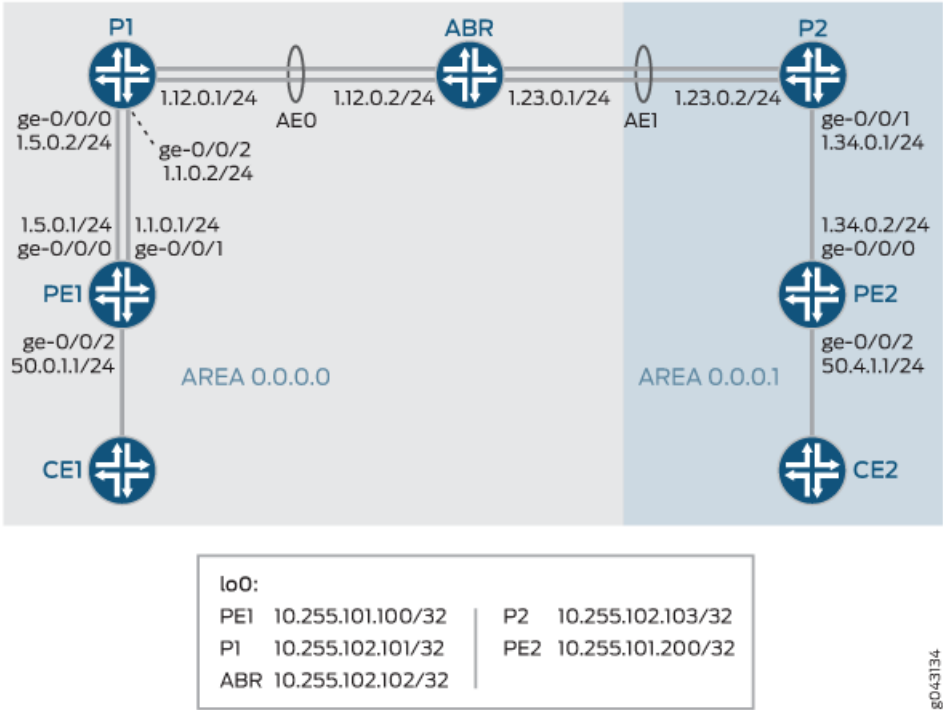 P1
ABR
P2
1.12.0.1/24
1.12.0.2/24
1.23.0.1/24
1.23.0.2/24
AE0
AE1
ge-0/0/0
1.5.0.2/24
ge-0/0/2
1.1.0.2/24
ge-0/0/1
1.34.0.1/24
1.5.0.1/24
ge-0/0/0
1.1.0.1/24
ge-0/0/1
1.34.0.2/24
ge-0/0/0
PE1
PE2
ge-0/0/2
50.0.1.1/24
ge-0/0/2
50.4.1.1/24
AREA 0.0.0.0
AREA 0.0.0.1
CE1
CE2
lo0:
PE1 10.255.101.100/32
P1 10.255.102.101/32
ABR 10.255.102.102/32
P2 10.255.102.103/32
PE2 10.255.101.200/32
g043134